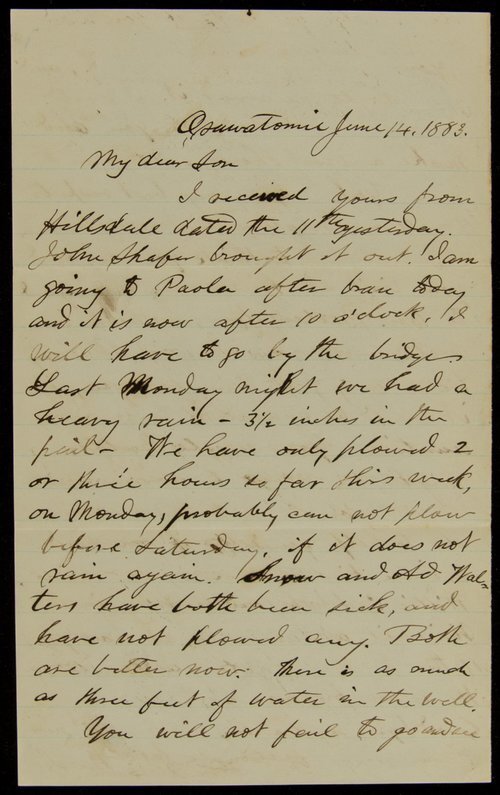 Osawatomie June 14, 1883.
My dear Son
I received yours from
Hillsdale dated the 11th yesterday.
John Shafer brought it out. I am
going to Paola after bran today
and it is now after 10 o'clock. I
will have to go by the bridge.
Last Monday night we had a
heavy rain - 3½ inches in the
pail - We have only plowed 2
or three hours so far this week,
on Monday, probably can not plow
before Saturday, if it does not
rain again. Snow and Ad Wal-
ters have both been sick, and
have not plowed any. Both
are better now. There is as much
as three feet of water in the well.
You will not fail to go and see